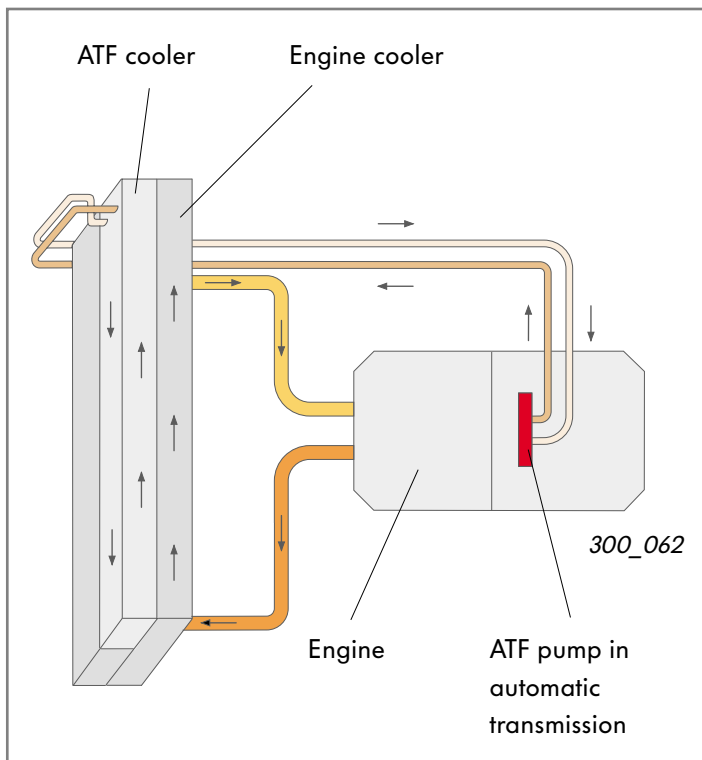 ATF cooler
Engine cooler
300_062
Engine
ATF pump in
automatic
transmission